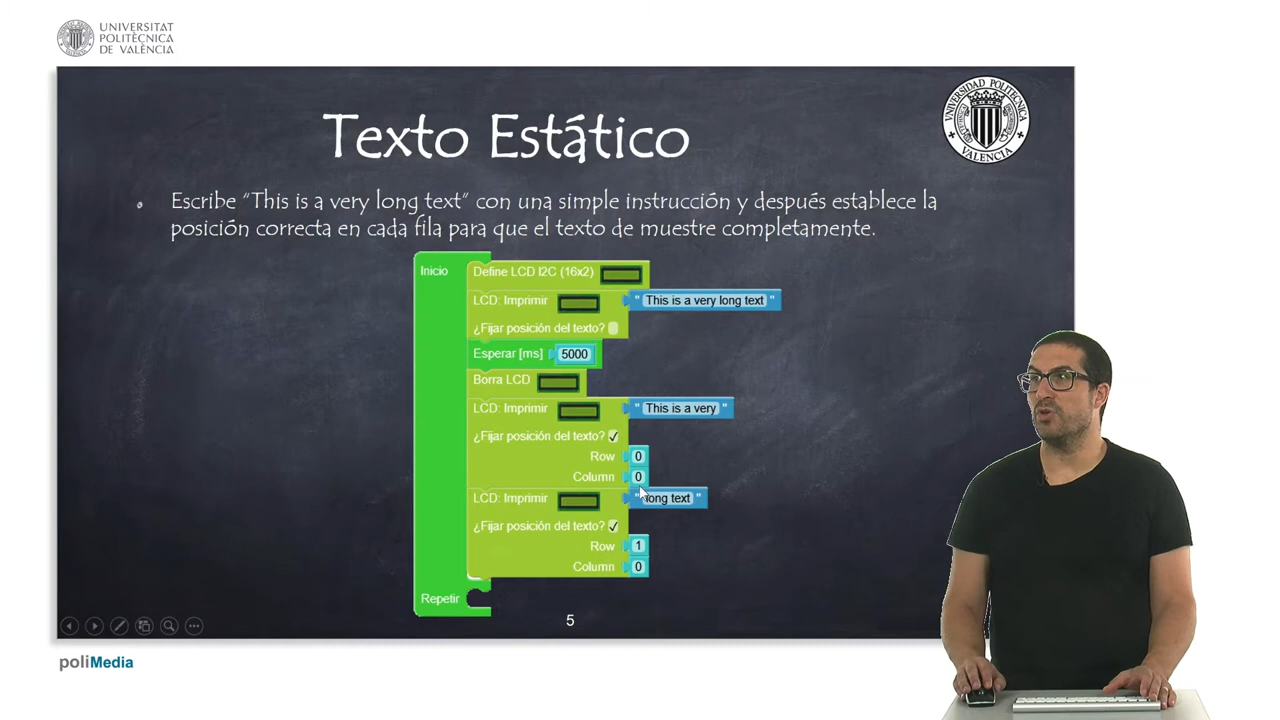 UNIVERSITAT
POLITÈCNICA
DE VALÈNCIA
UNIVERSIDAD POLITECNICA
VALENCIA
Texto Estático
Escribe "This is a very long text" con una simple instrucción y después establece la
posición correcta en cada fila para que el texto de muestre completamente.
Inicio
Define LCD I2C (16x2)
LCD: Imprimir " This is a very long text "
¿Fijar posición del texto?
Esperar [ms] 5000
Borra LCD
LCD: Imprimir " This is a very "
¿Fijar posición del texto? ✓
Row 0
Column 0
LCD: Imprimir " long text "
¿Fijar posición del texto? ✓
Row 1
Column 0
Repetir
5
poliMedia